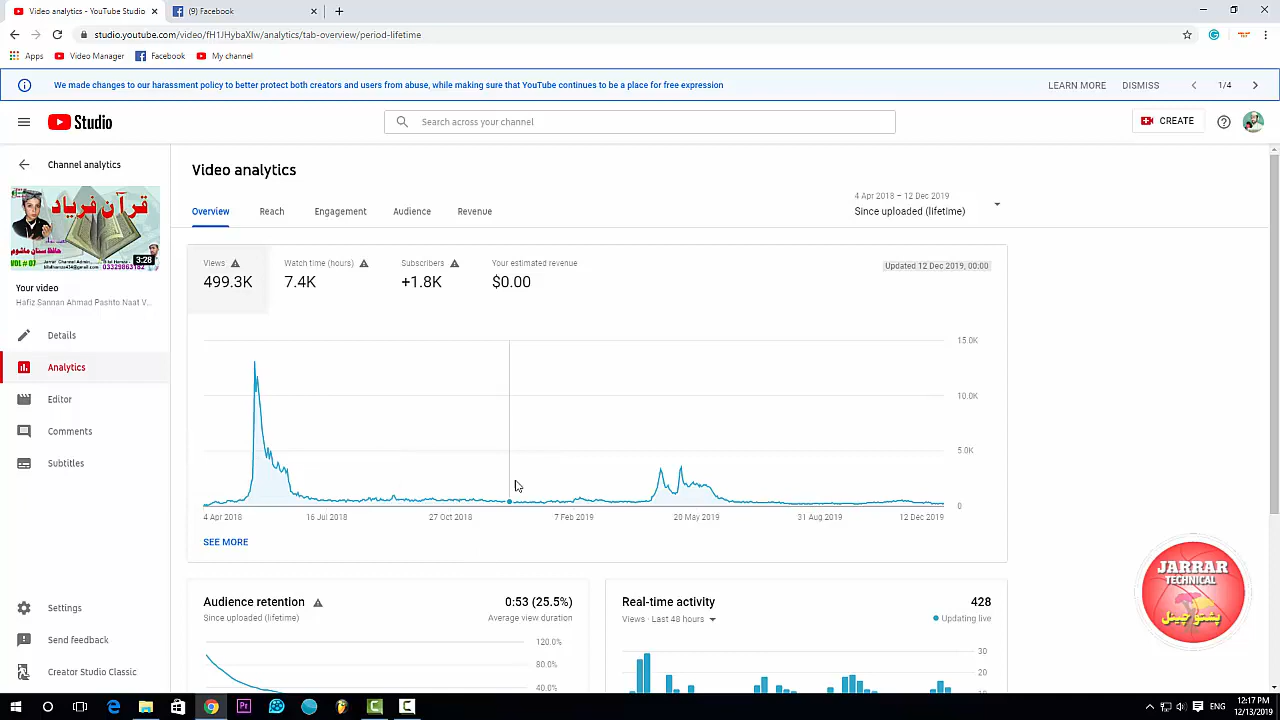 Video analytics - YouTube Studio
(9) Facebook
studio.youtube.com/video/fH1JHybaXIw/analytics/tab-overview/period-lifetime
Apps
Video Manager
Facebook
My channel
We made changes to our harassment policy to better protect both creators and users from abuse, while making sure that YouTube continues to be a place for free expression
LEARN MORE
DISMISS
1/4
Studio
Search across your channel
CREATE
Channel analytics
قرآن فریاد
VOL # 07
03329863182
3:28
Your video
Hafiz Sannan Ahmad Pashto Naat V...
Details
Analytics
Editor
Comments
Subtitles
Settings
Send feedback
Creator Studio Classic
Video analytics
4 Apr 2018 – 12 Dec 2019
Since uploaded (lifetime)
Overview
Reach
Engagement
Audience
Revenue
Views
499.3K
Watch time (hours)
7.4K
Subscribers
+1.8K
Your estimated revenue
$0.00
Updated 12 Dec 2019, 00:00
15.0K
10.0K
5.0K
0
4 Apr 2018
16 Jul 2018
27 Oct 2018
7 Feb 2019
20 May 2019
31 Aug 2019
12 Dec 2019
SEE MORE
Audience retention
0:53 (25.5%)
Since uploaded (lifetime)
Average view duration
120.0%
80.0%
40.0%
Real-time activity
428
Views · Last 48 hours
Updating live
30
20
10
JARRAR
TECHNICAL
پشتو چینل
ENG
12:17 PM
12/13/2019